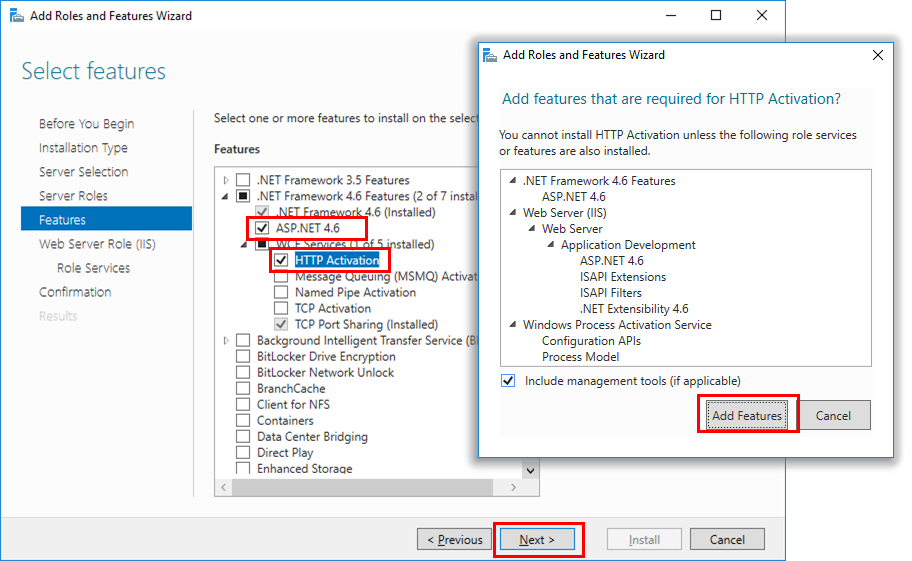 Add Roles and Features Wizard
Select features
Before You Begin
Installation Type
Server Selection
Server Roles
Features
Web Server Role (IIS)
Role Services
Confirmation
Results
Select one or more features to install on the selec
Features
.NET Framework 3.5 Features
.NET Framework 4.6 Features (2 of 7 instal
.NET Framework 4.6 (Installed)
ASP.NET 4.6
WCF Services (1 of 5 installed)
HTTP Activation
Message Queuing (MSMQ) Activat
Named Pipe Activation
TCP Activation
TCP Port Sharing (Installed)
Background Intelligent Transfer Service (B
BitLocker Drive Encryption
BitLocker Network Unlock
BranchCache
Client for NFS
Containers
Data Center Bridging
Direct Play
Enhanced Storage
< Previous
Next >
Install
Cancel
Add Roles and Features Wizard
Add features that are required for HTTP Activation?
You cannot install HTTP Activation unless the following role services
or features are also installed.
.NET Framework 4.6 Features
ASP.NET 4.6
Web Server (IIS)
Web Server
Application Development
ASP.NET 4.6
ISAPI Extensions
ISAPI Filters
.NET Extensibility 4.6
Windows Process Activation Service
Configuration APIs
Process Model
Include management tools (if applicable)
Add Features
Cancel